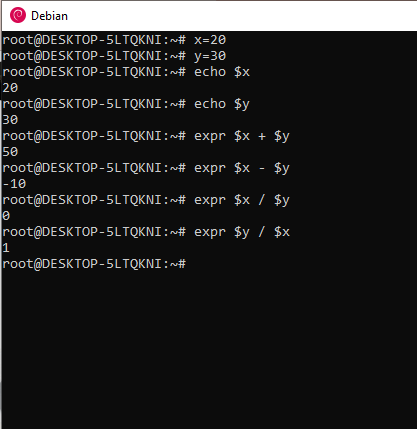 Debian
root@DESKTOP-5LTQKNI:~# x=20
root@DESKTOP-5LTQKNI:~# y=30
root@DESKTOP-5LTQKNI:~# echo $x
20
root@DESKTOP-5LTQKNI:~# echo $y
30
root@DESKTOP-5LTQKNI:~# expr $x + $y
50
root@DESKTOP-5LTQKNI:~# expr $x - $y
-10
root@DESKTOP-5LTQKNI:~# expr $x / $y
0
root@DESKTOP-5LTQKNI:~# expr $y / $x
1
root@DESKTOP-5LTQKNI:~#